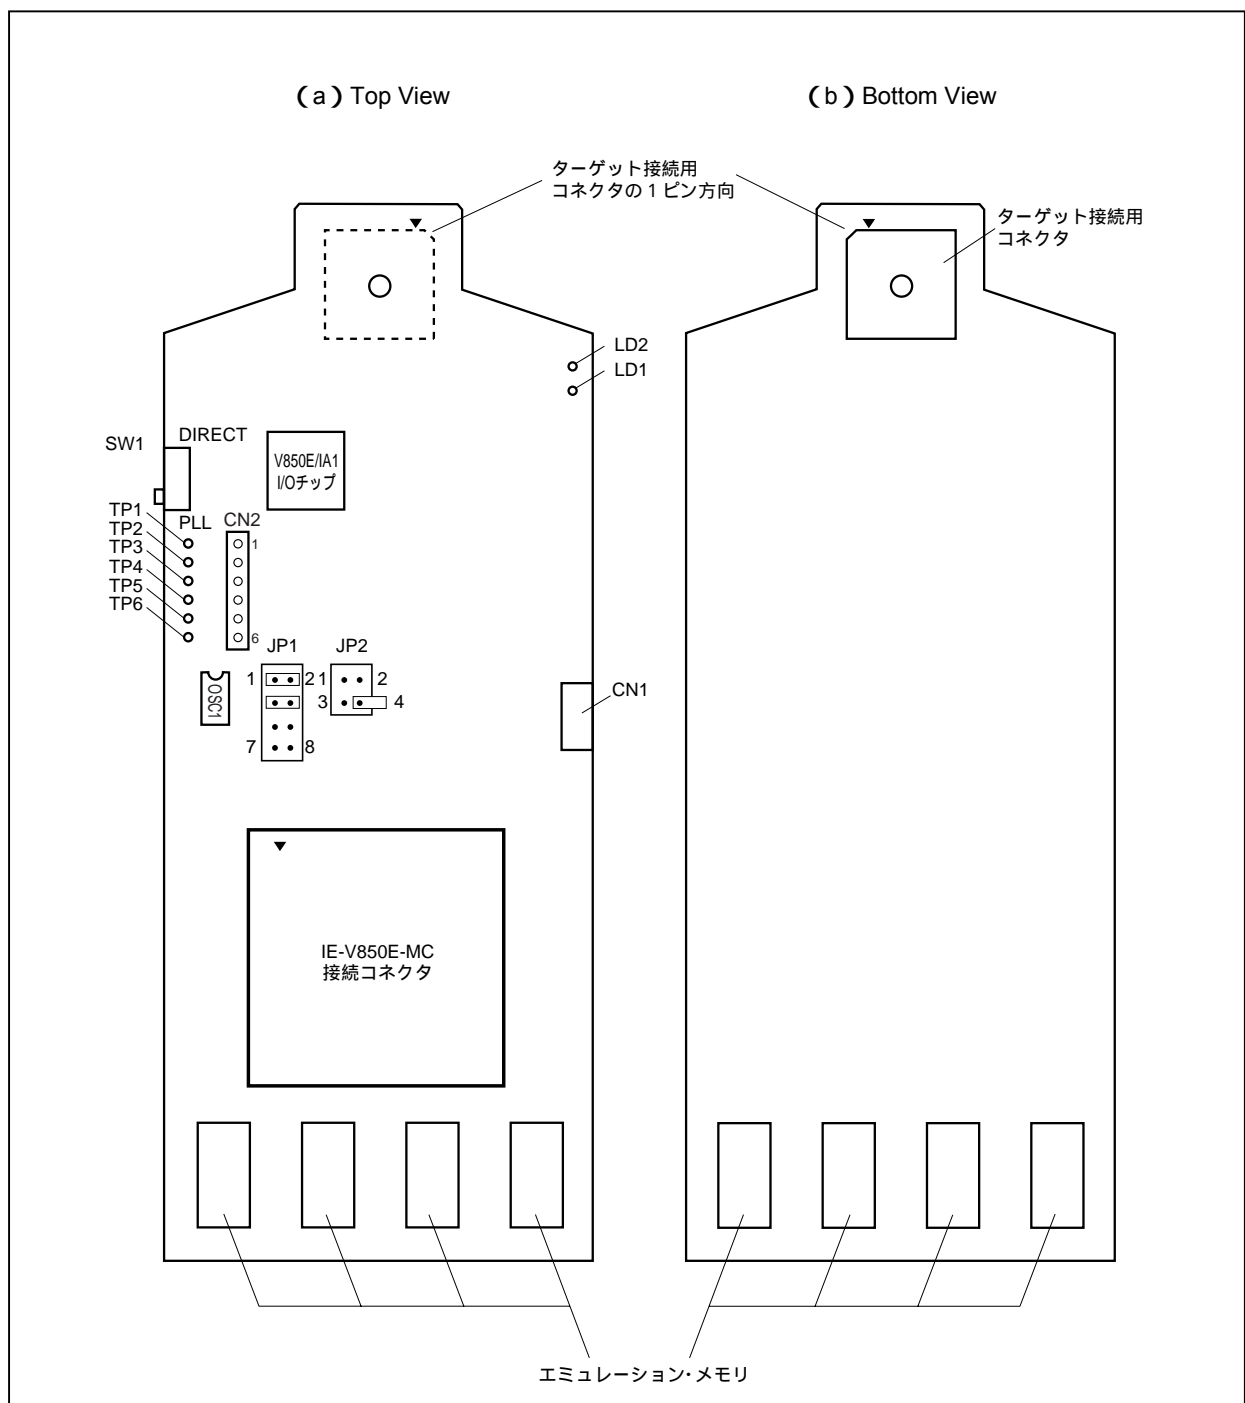 (a) Top View
(b) Bottom View
ターゲット接続用
コネクタの1ピン方向
ターゲット接続用
コネクタ
LD2
LD1
SW1
DIRECT
V850E/IA1
I/Oチップ
PLL
CN2
TP1
TP2
TP3
TP4
TP5
TP6
1
6
JP1
JP2
1
2
7
8
1
2
3
4
OSC1
CN1
IE-V850E-MC
接続コネクタ
エミュレーション・メモリ